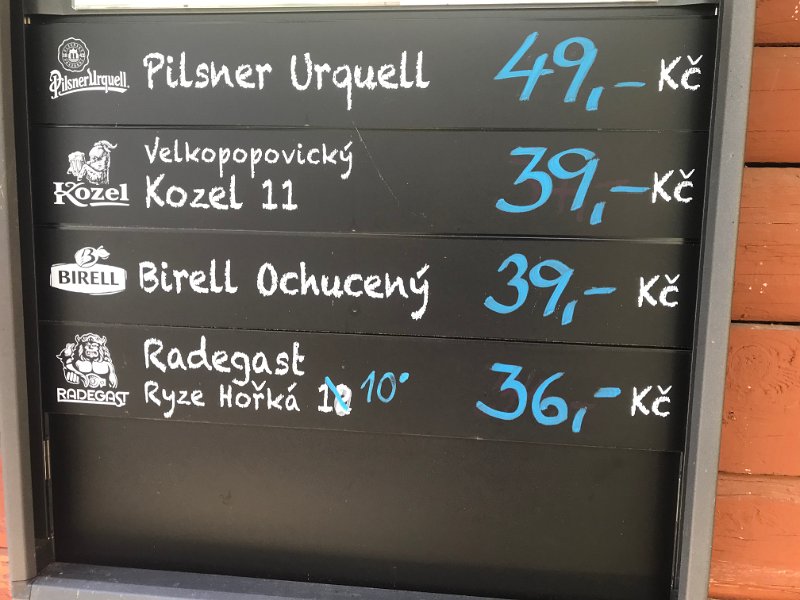 Pilsner Urquell
Pilsner Urquell 49,- Kč
Kozel
Velkopopovický
Kozel 11 39,- Kč
BIRELL
Birell Ochucený 39,- Kč
RADEGAST
Radegast
Ryze Hořká 10° 36,- Kč